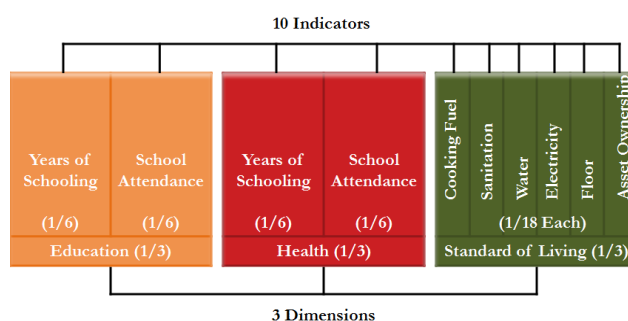 10 Indicators
Years of
Schooling
(1/6)
School
Attendance
(1/6)
Education (1/3)
Years of
Schooling
(1/6)
School
Attendance
(1/6)
Health (1/3)
Cooking Fuel
Sanitation
Water
Electricity
Floor
Asset Ownership
(1/18 Each)
Standard of Living (1/3)
3 Dimensions